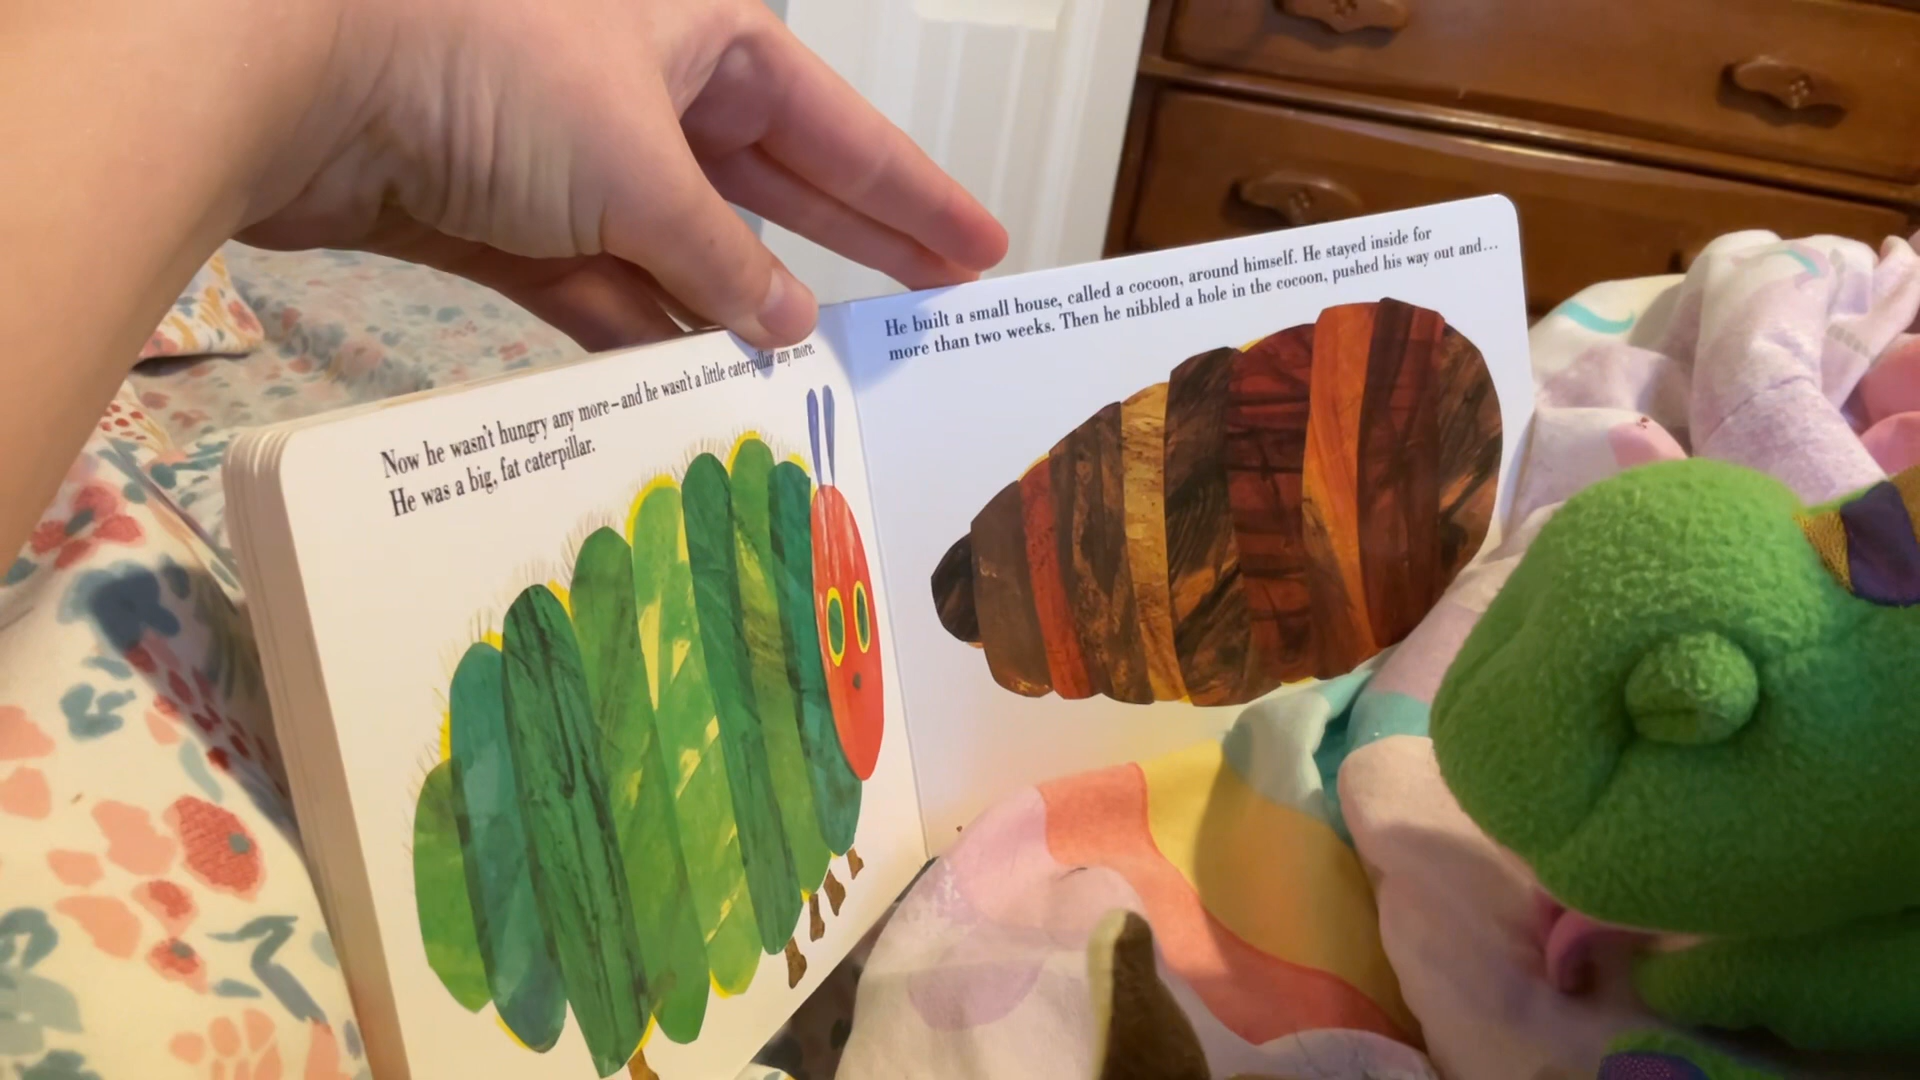 Now he wasn't hungry any more–and he wasn't a little caterpillar any more.
He was a big, fat caterpillar.
He built a small house, called a cocoon, around himself. He stayed inside for
more than two weeks. Then he nibbled a hole in the cocoon, pushed his way out and...